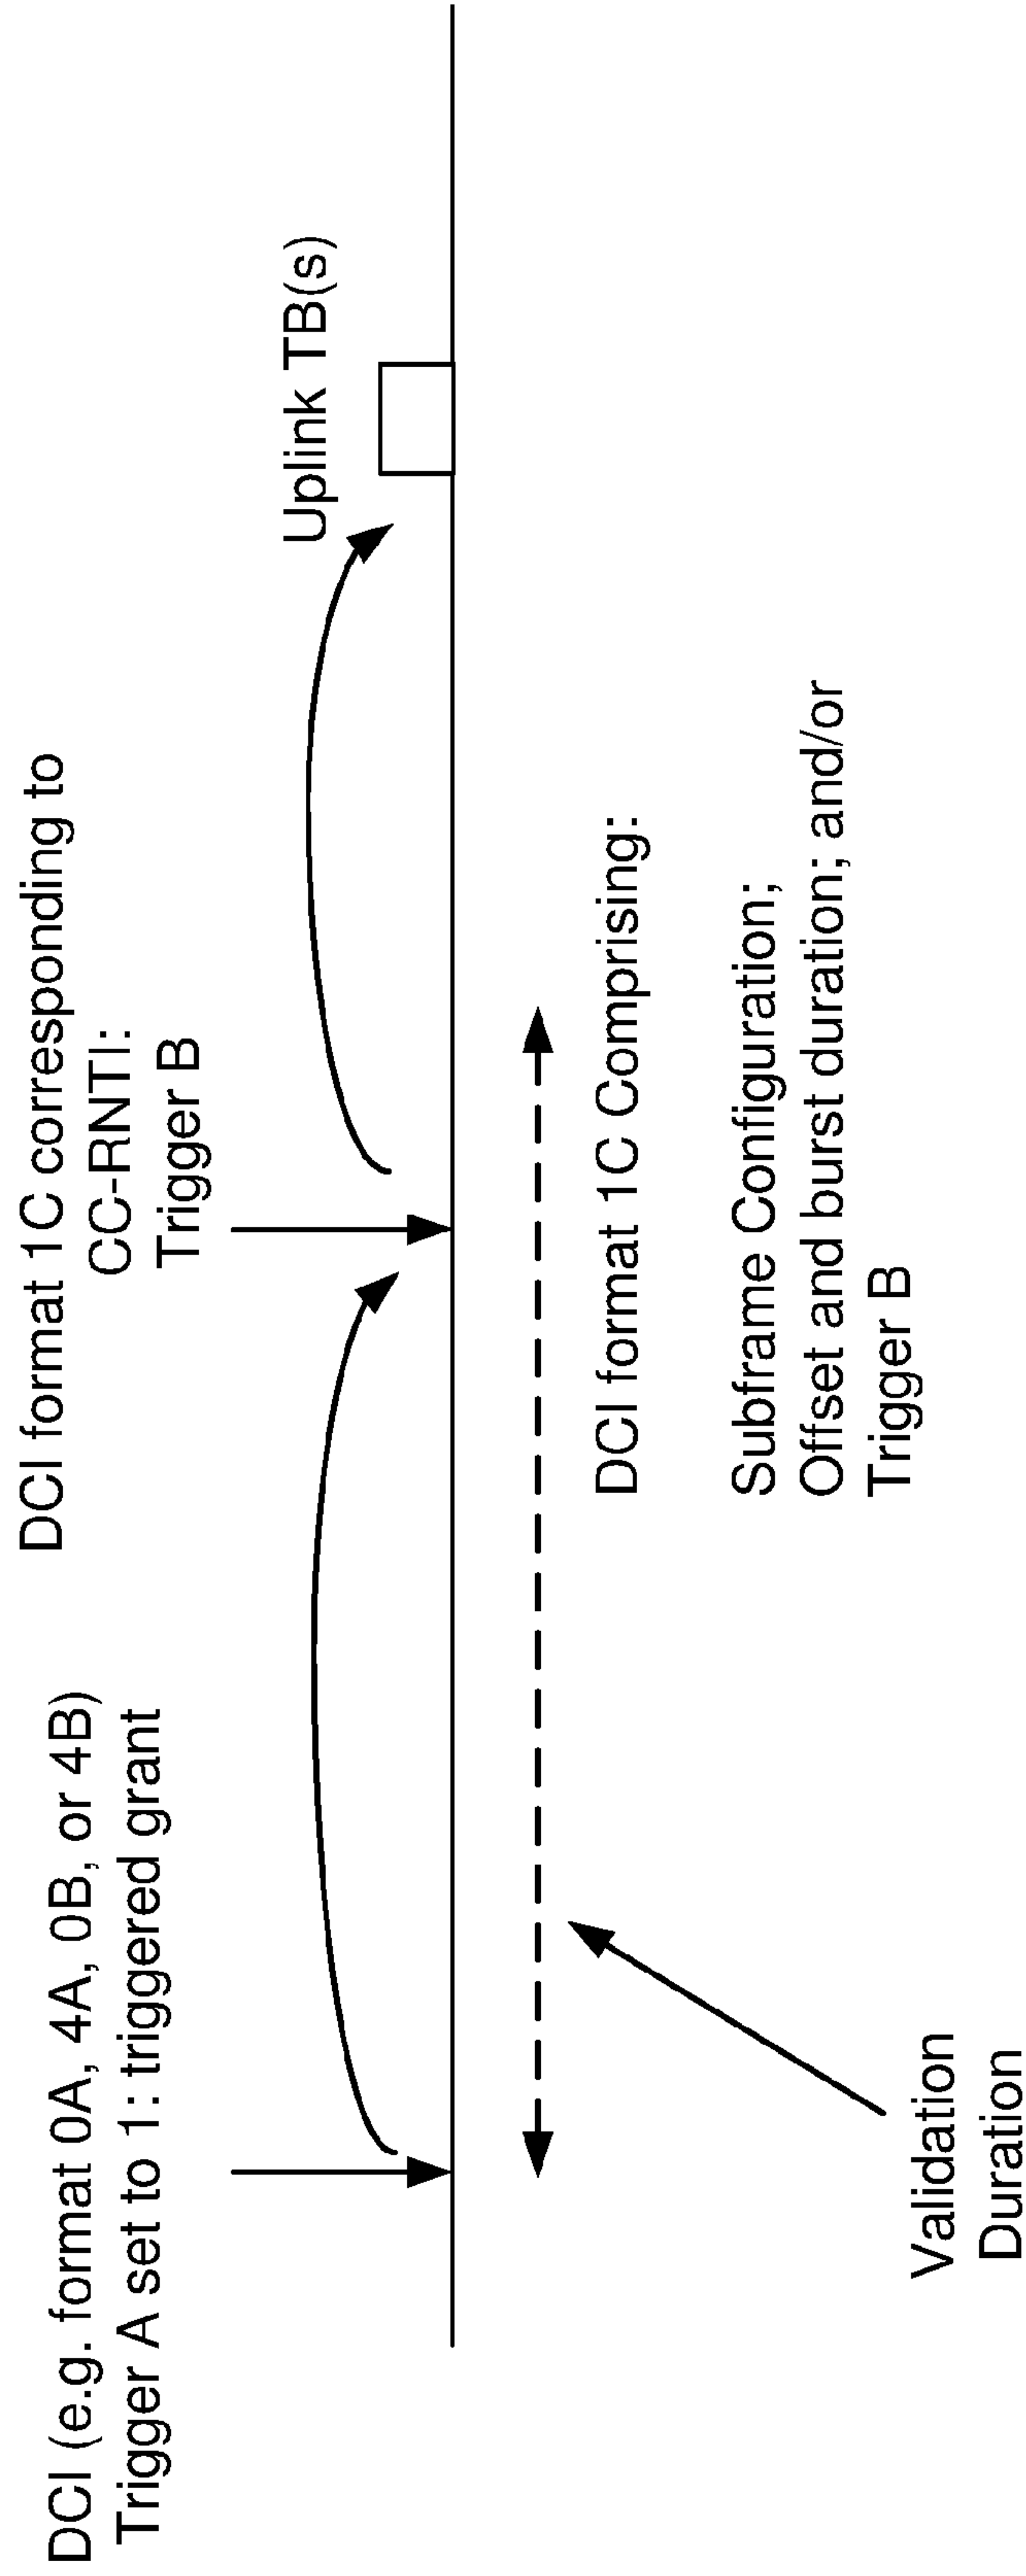 DCI (e.g. format 0A, 4A, 0B, or 4B)
Trigger A set to 1: triggered grant
DCI format 1C corresponding to
CC-RNTI:
Trigger B
Uplink TB(s)
Validation
Duration
DCI format 1C Comprising:
Subframe Configuration;
Offset and burst duration; and/or
Trigger B